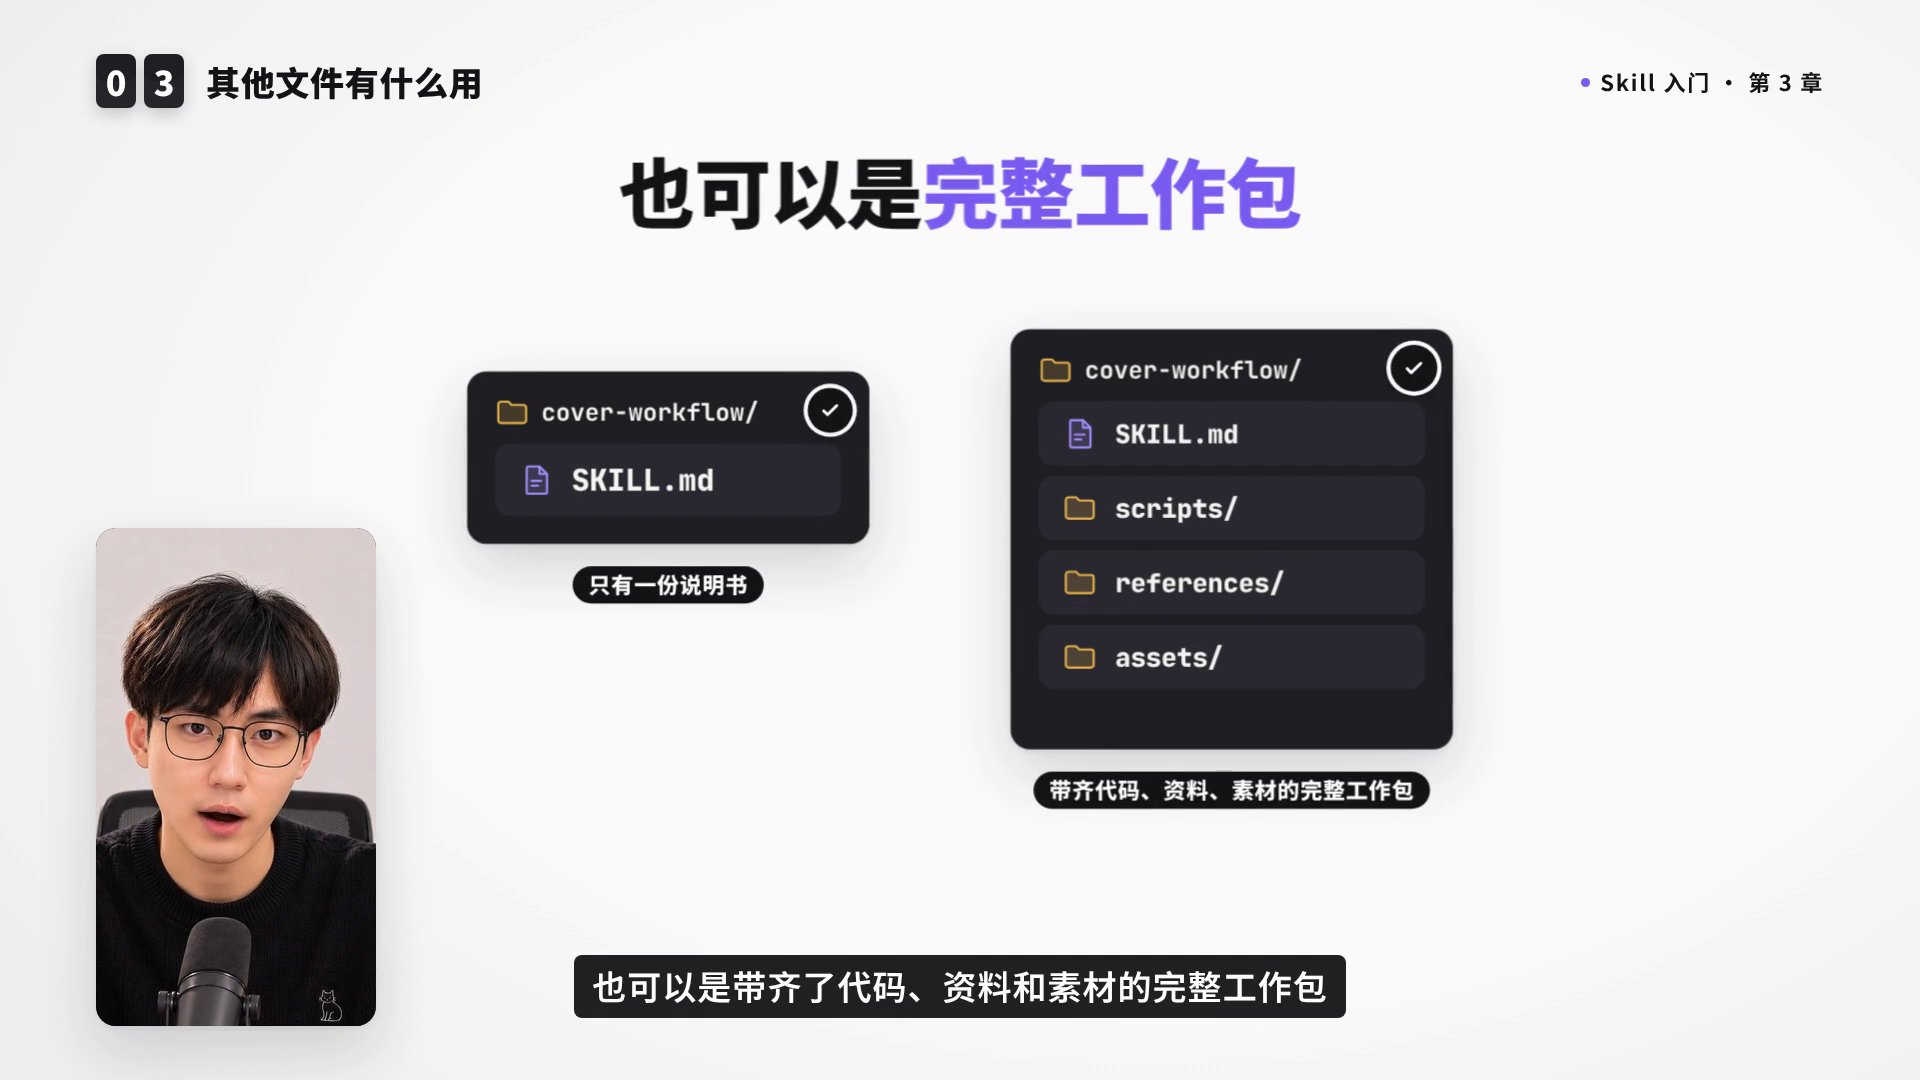 03 其他文件有什么用
Skill 入门 · 第 3 章
也可以是完整工作包
cover-workflow/
SKILL.md
只有一份说明书
cover-workflow/
SKILL.md
scripts/
references/
assets/
带齐代码、资料、素材的完整工作包
也可以是带齐了代码、资料和素材的完整工作包